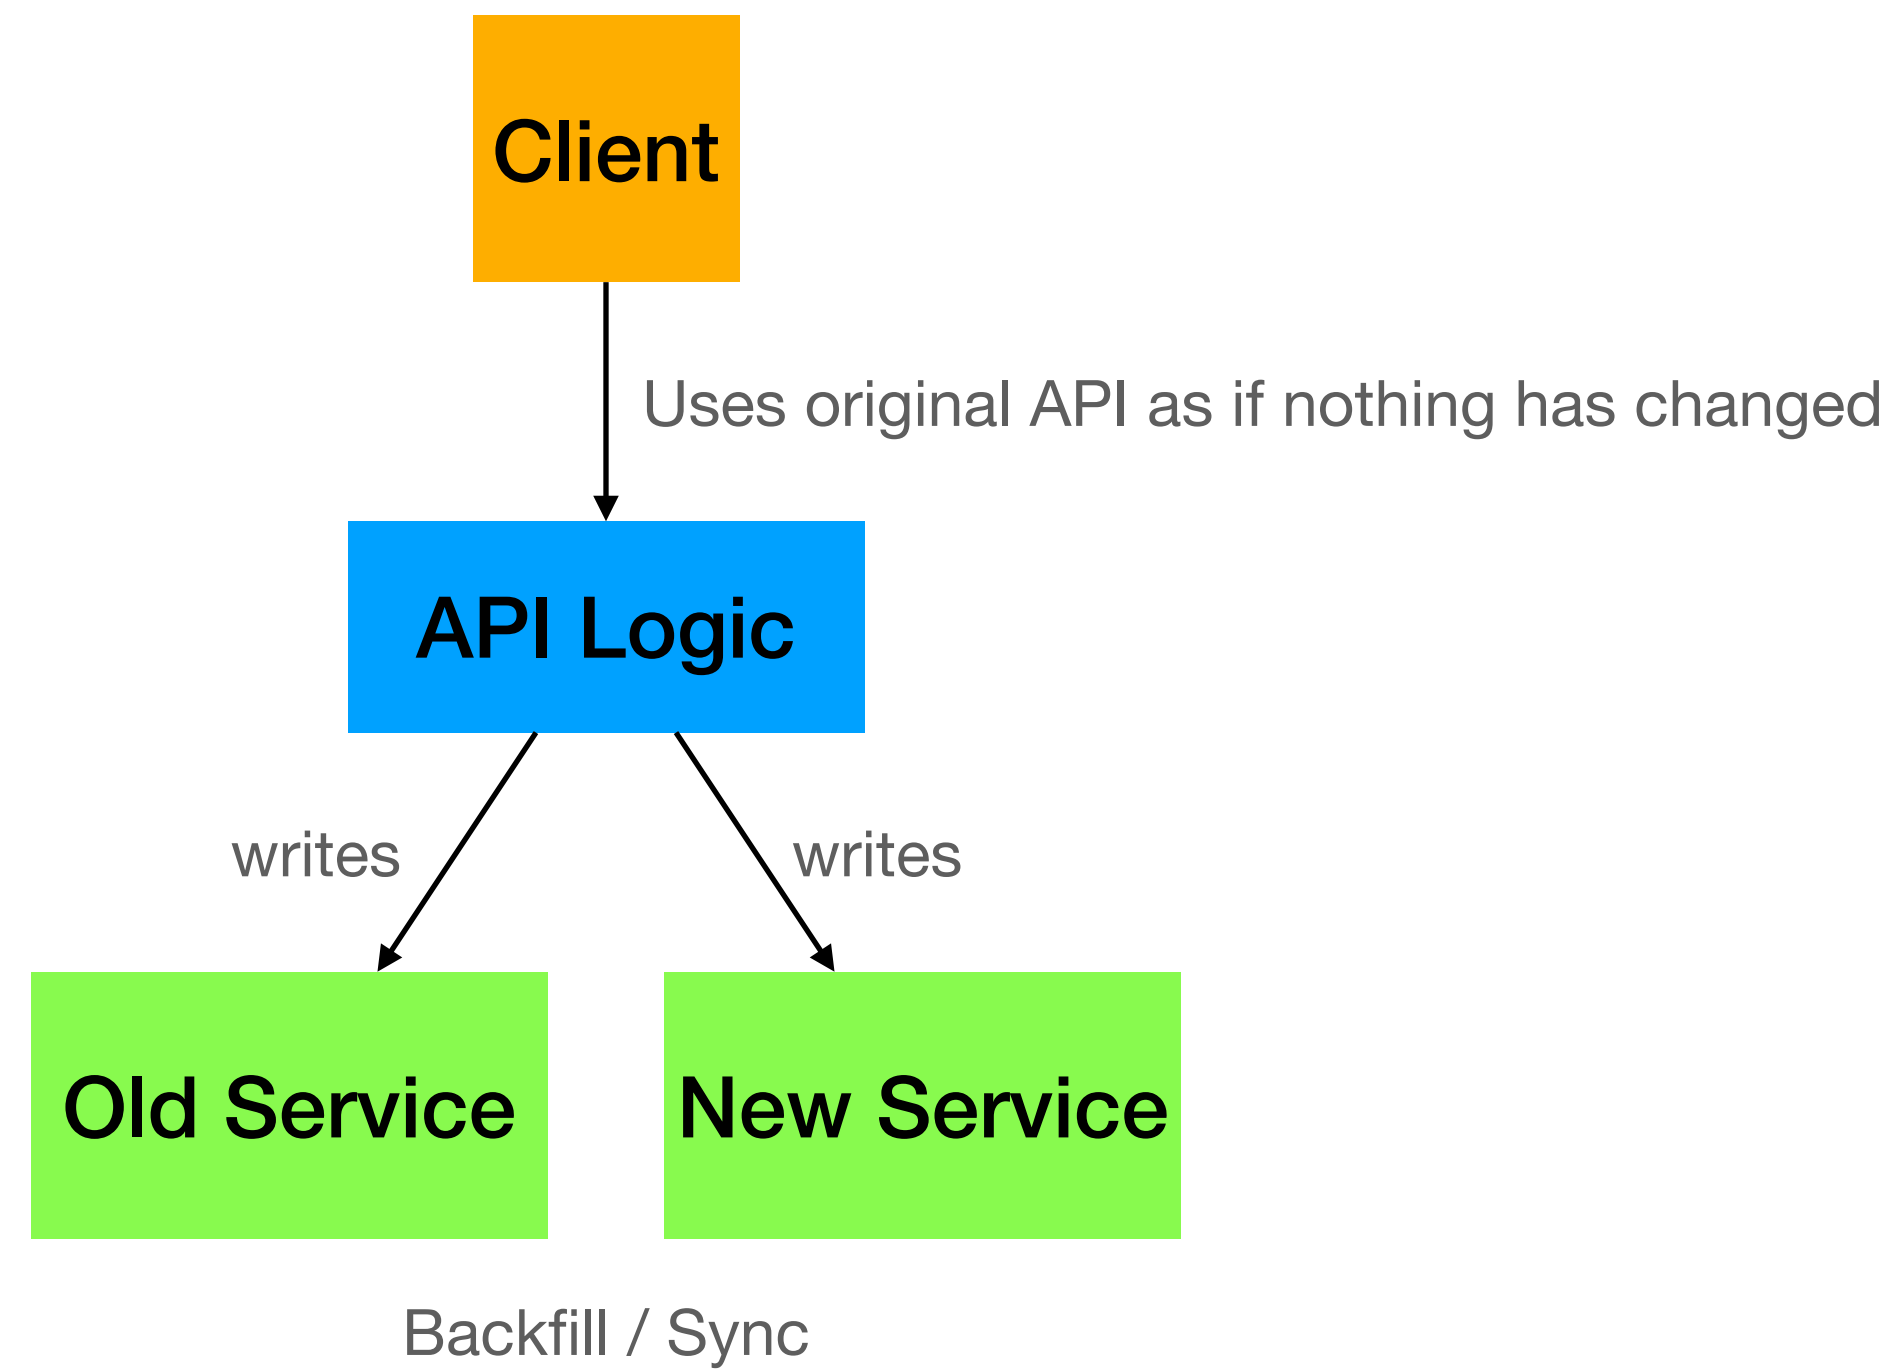 Client
Uses original API as if nothing has changed
API Logic
writes
writes
Old Service
New Service
Backfill / Sync